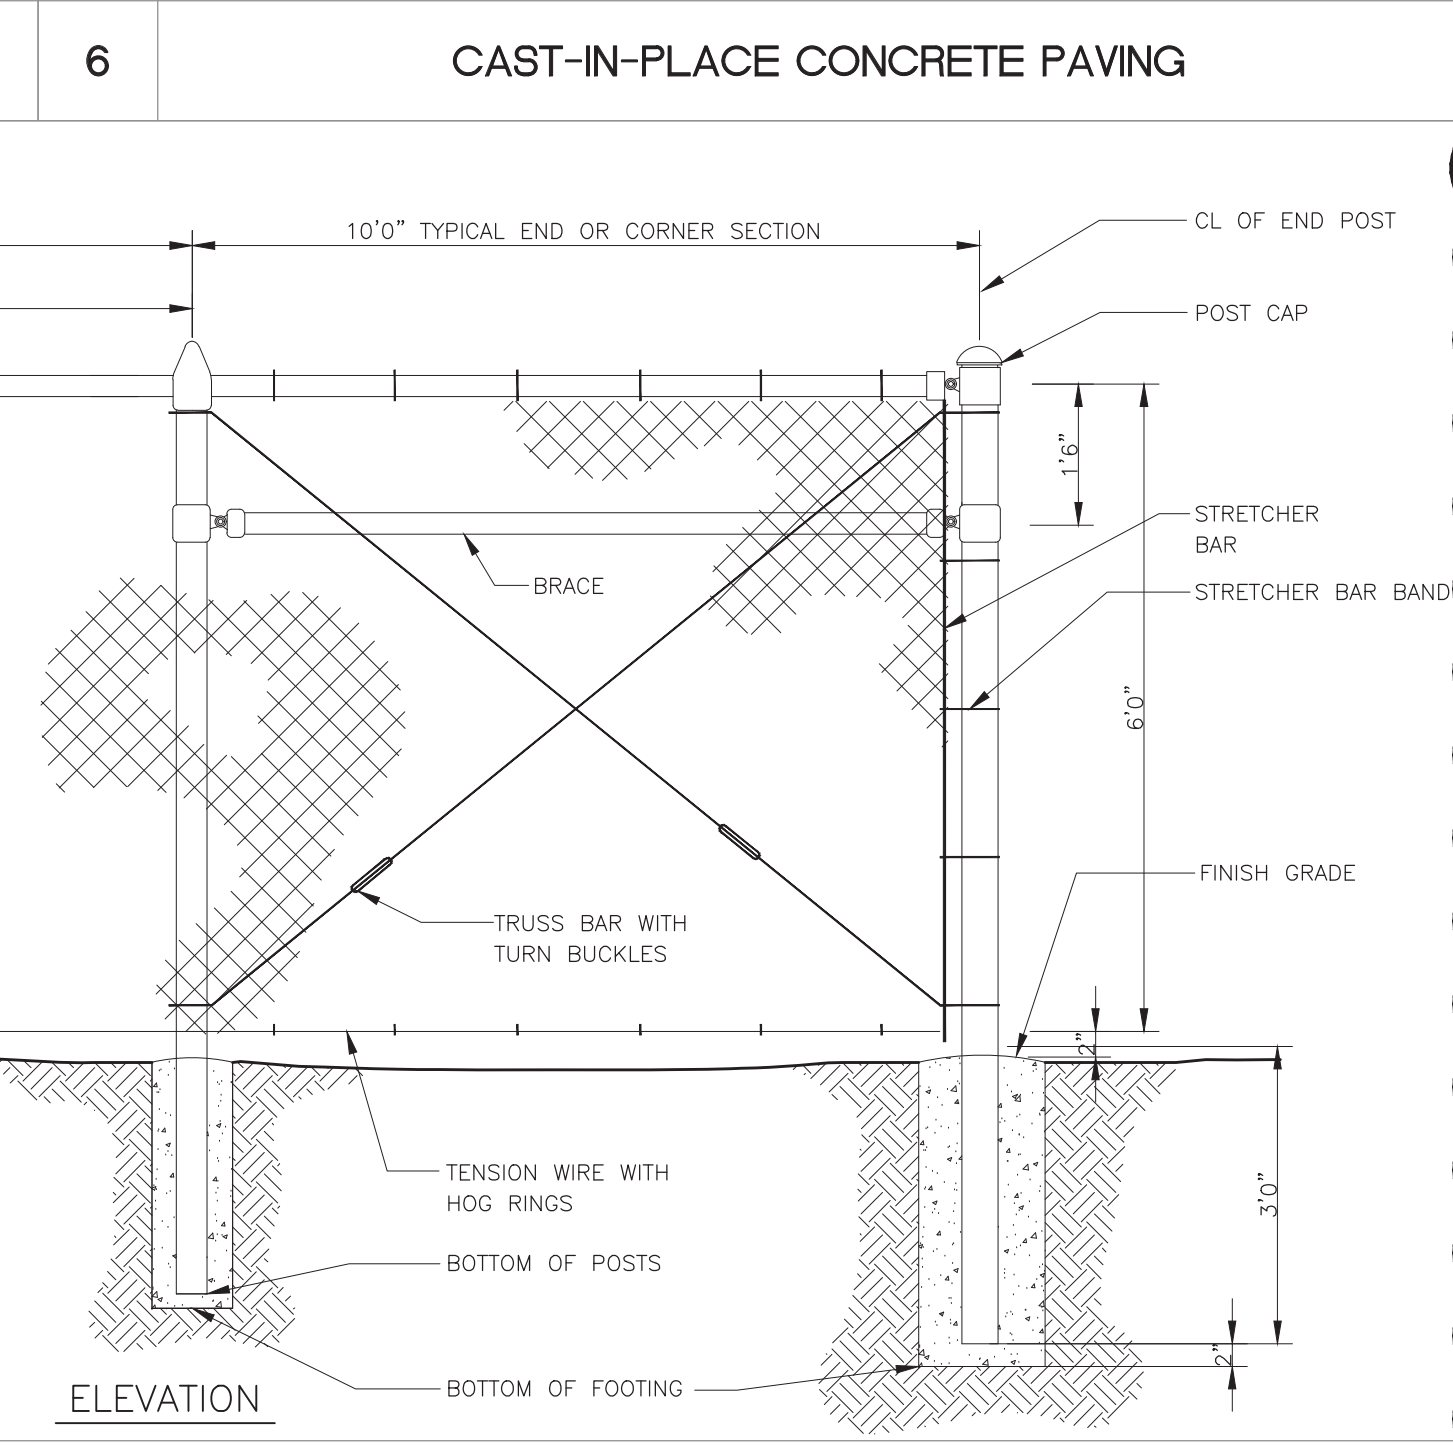 6
CAST-IN-PLACE CONCRETE PAVING
10'0" TYPICAL END OR CORNER SECTION
CL OF END POST
POST CAP
1'6"
STRETCHER
BAR
BRACE
STRETCHER BAR BAND
6'0"
FINISH GRADE
TRUSS BAR WITH
TURN BUCKLES
2"
TENSION WIRE WITH
HOG RINGS
3'0"
BOTTOM OF POSTS
2"
BOTTOM OF FOOTING
ELEVATION